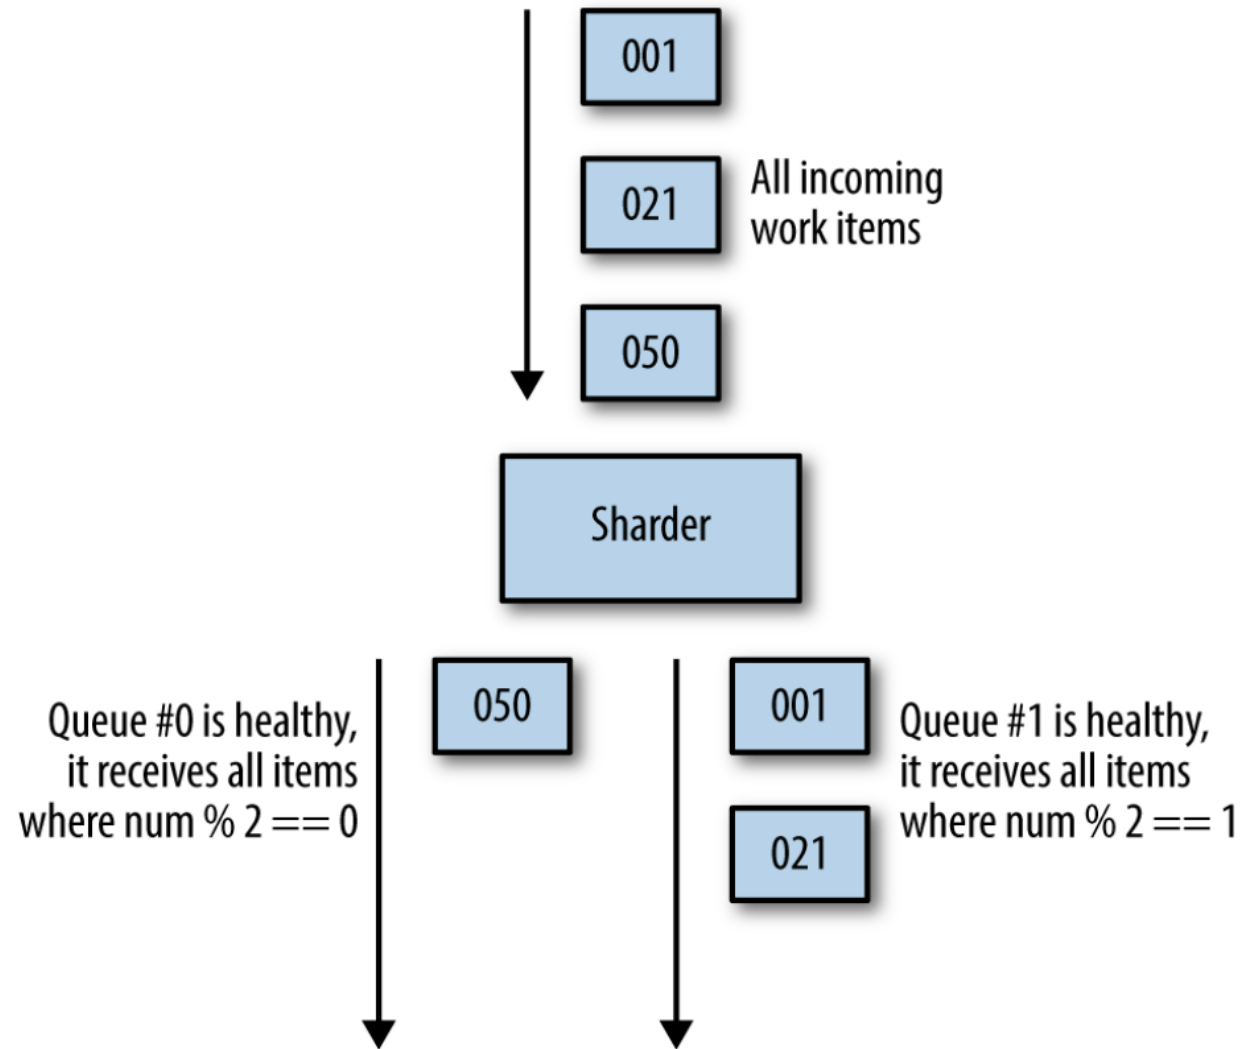 001
021
All incoming
work items
050
Sharder
Queue #0 is healthy,
it receives all items
where num % 2 == 0
050
001
021
Queue #1 is healthy,
it receives all items
where num % 2 == 1